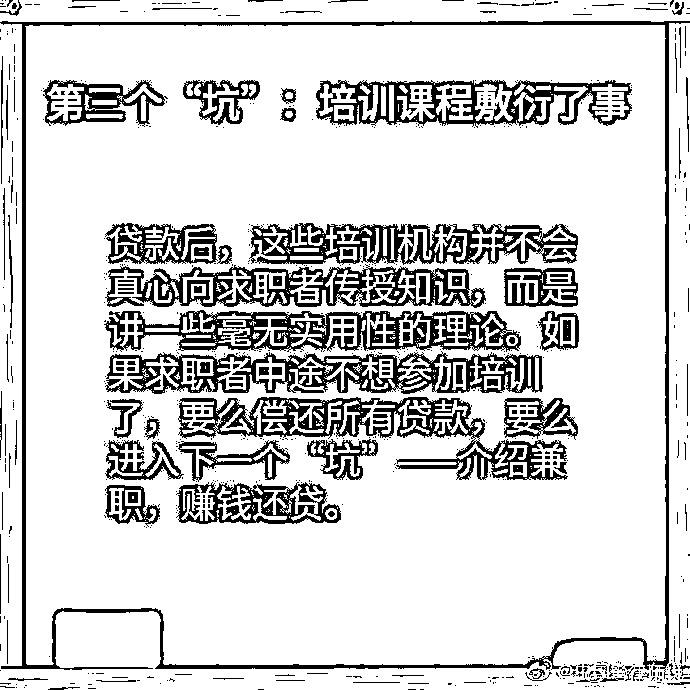 第三个“坑”：培训课程敷衍了事
贷款后，这些培训机构并不会
真心向求职者传授知识，而是
讲一些毫无实用性的理论。如
果求职者中途不想参加培训
了，要么偿还所有贷款，要么
进入下一个“坑”——介绍兼
职，赚钱还贷。